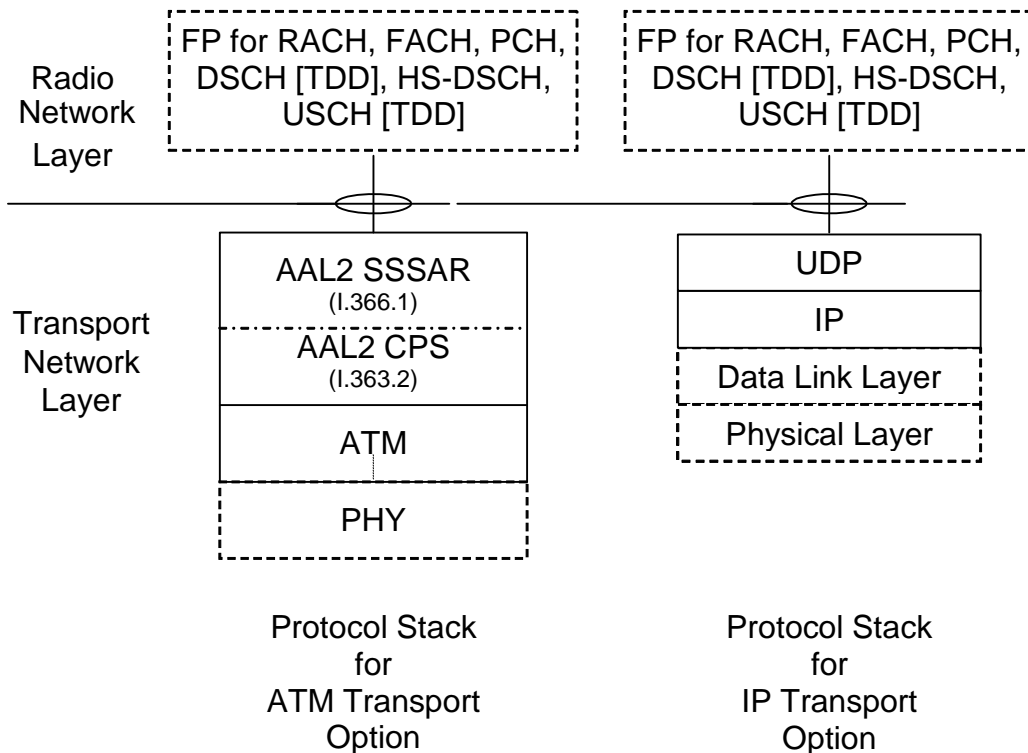 FP for RACH, FACH, PCH,
DSCH [TDD], HS-DSCH,
USCH [TDD]
FP for RACH, FACH, PCH,
DSCH [TDD], HS-DSCH,
USCH [TDD]
Radio
Network
Layer
AAL2 SSSAR
(I.366.1)
AAL2 CPS
(I.363.2)
ATM
PHY
UDP
IP
Data Link Layer
Physical Layer
Transport
Network
Layer
Protocol Stack
for
ATM Transport
Option
Protocol Stack
for
IP Transport
Option